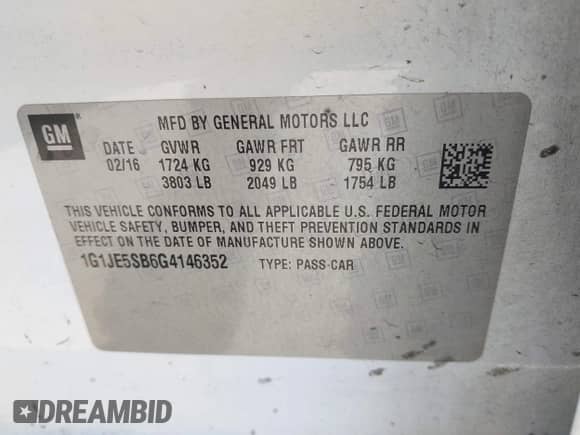 GM ® MFD BY GENERAL MOTORS LLC
DATE GVWR GAWR FRT GAWR RR
02/16 1724 KG 929 KG 795 KG
3803 LB 2049 LB 1754 LB
THIS VEHICLE CONFORMS TO ALL APPLICABLE U.S. FEDERAL MOTOR
VEHICLE SAFETY, BUMPER, AND THEFT PREVENTION STANDARDS IN
EFFECT ON THE DATE OF MANUFACTURE SHOWN ABOVE.
1G1JE5SB6G4146352 TYPE: PASS-CAR
DREAMBID